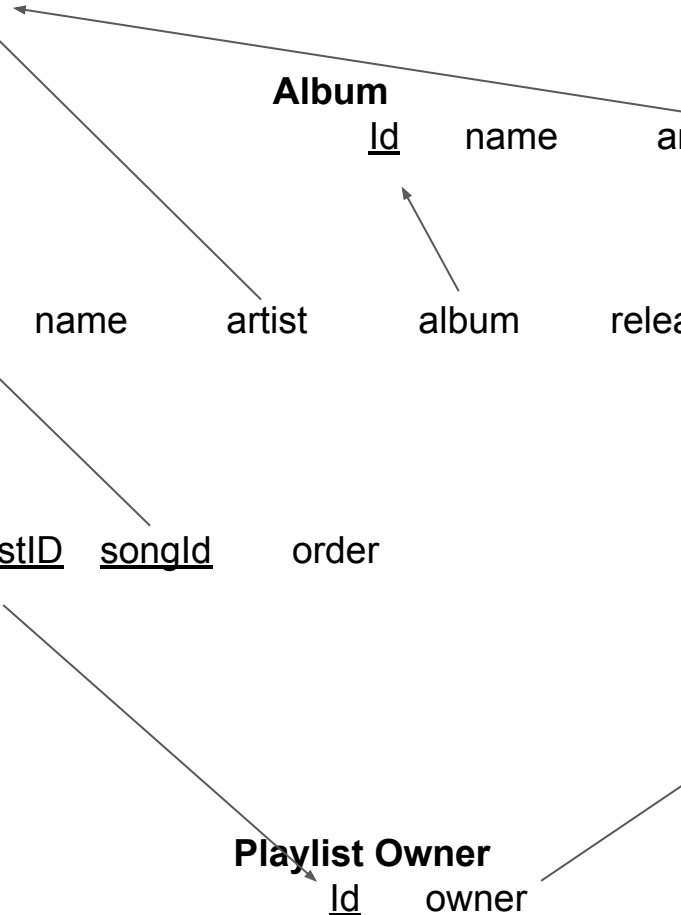 Album
Id name ar
name artist album relea
stID songId order
Playlist Owner
Id owner